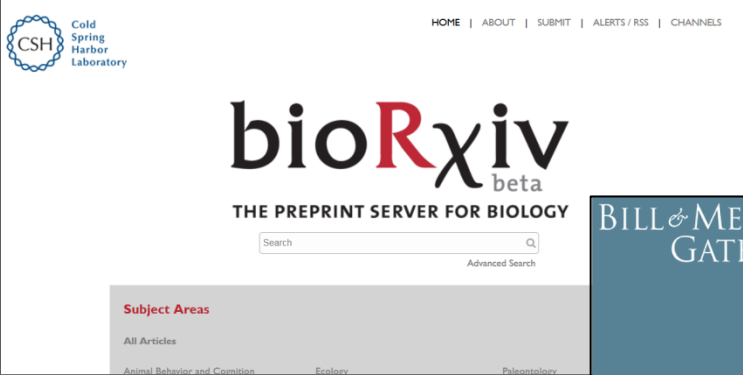 CSH
Cold
Spring
Harbor
Laboratory
HOME | ABOUT | SUBMIT | ALERTS / RSS | CHANNELS
bioRxiv
beta
THE PREPRINT SERVER FOR BIOLOGY
Search
Advanced Search
BILL & ME
GATE
Subject Areas
All Articles
Animal Behavior and Cognition Ecology Paleontology